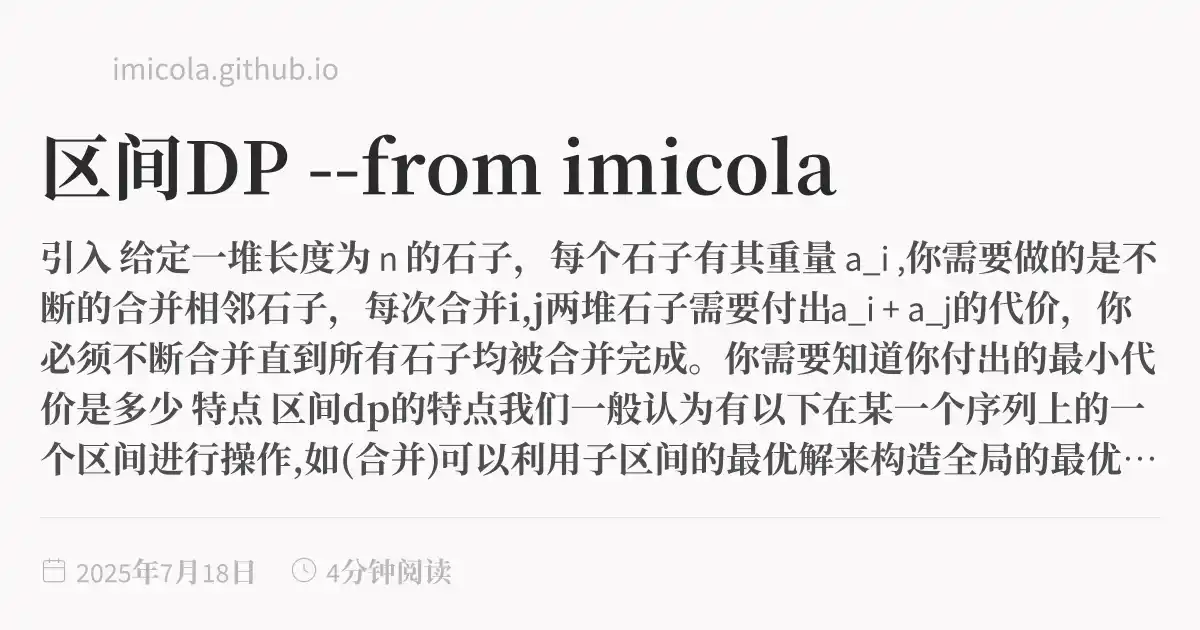 imicola.github.io
区间DP --from imicola
引入 给定一堆长度为 n 的石子，每个石子有其重量 a_i ,你需要做的是不
断的合并相邻石子，每次合并i,j两堆石子需要付出a_i + a_j的代价，你
必须不断合并直到所有石子均被合并完成。你需要知道你付出的最小代
价是多少 特点 区间dp的特点我们一般认为有以下在某一个序列上的一
个区间进行操作,如(合并)可以利用子区间的最优解来构造全局的最优…
2025年7月18日 4分钟阅读